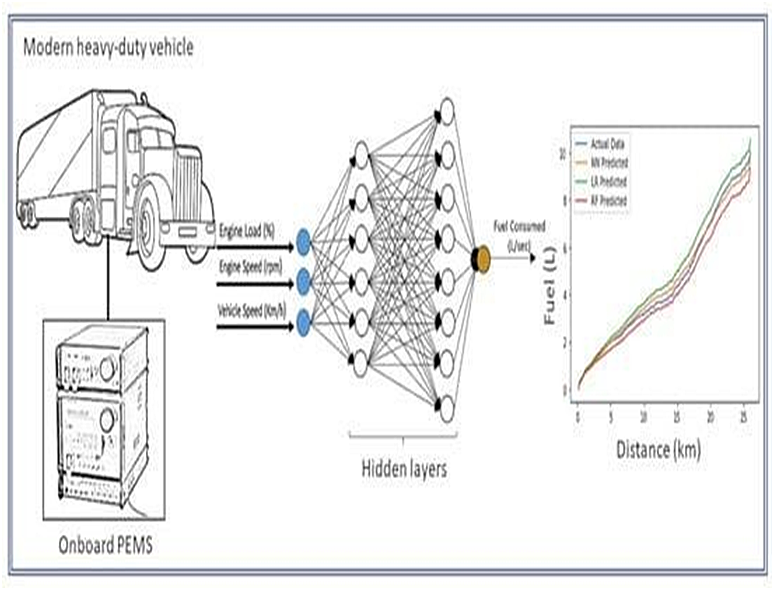 Modern heavy-duty vehicle
Engine Load (%)
Engine Speed (rpm)
Vehicle Speed (Km/h)
Onboard PEMS
Hidden layers
Fuel Consumed
(L/sec)
Actual Data
NN Predicted
LR Predicted
RF Predicted
Fuel (L)
10
8
6
4
2
0
0
5
10
15
20
25
Distance (km)